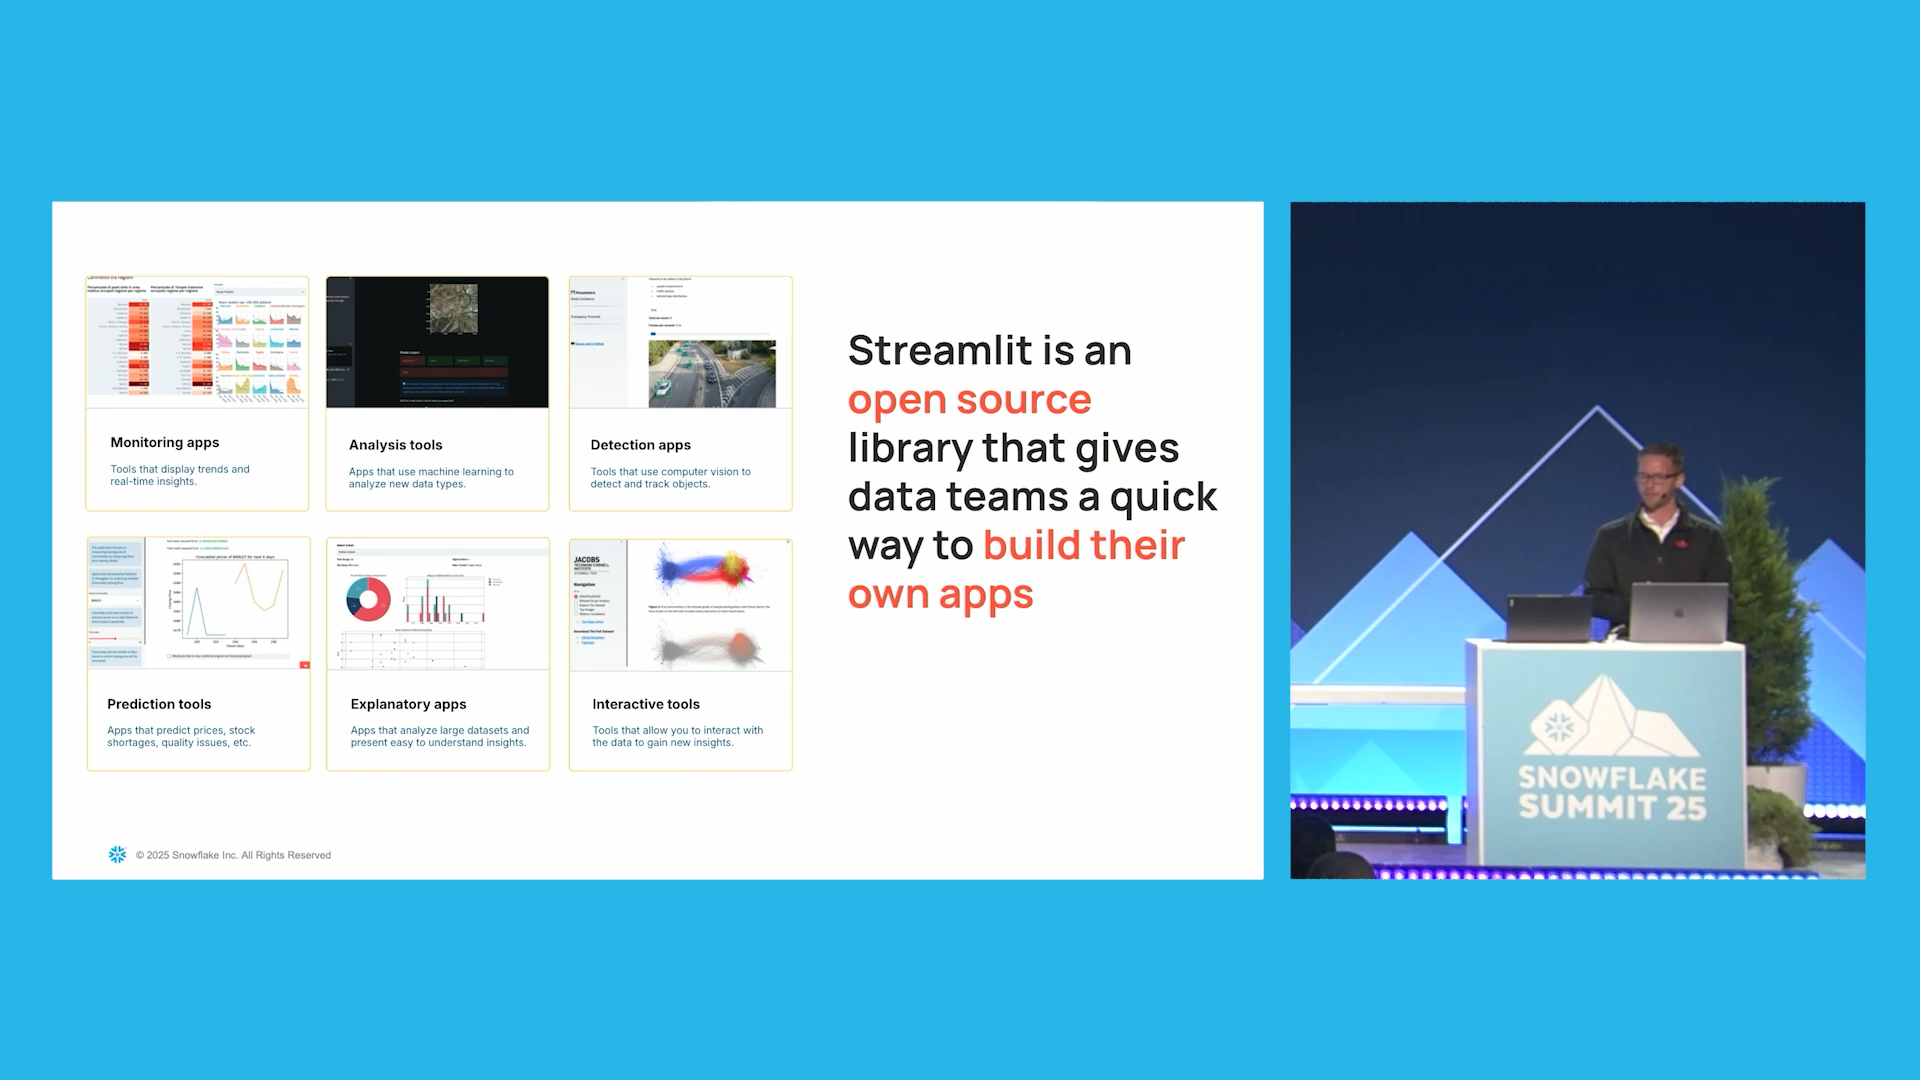 Monitoring apps
Tools that display trends and
real-time insights.
Analysis tools
Apps that use machine learning to
analyze new data types.
Detection apps
Tools that use computer vision to
detect and track objects.
Prediction tools
Apps that predict prices, stock
shortages, quality issues, etc.
Explanatory apps
Apps that analyze large datasets and
present easy to understand insights.
JACOBS
Navigation
Interactive tools
Tools that allow you to interact with
the data to gain new insights.
Streamlit is an
open source
library that gives
data teams a quick
way to build their
own apps
© 2025 Snowflake Inc. All Rights Reserved
SNOWFLAKE
SUMMIT 25